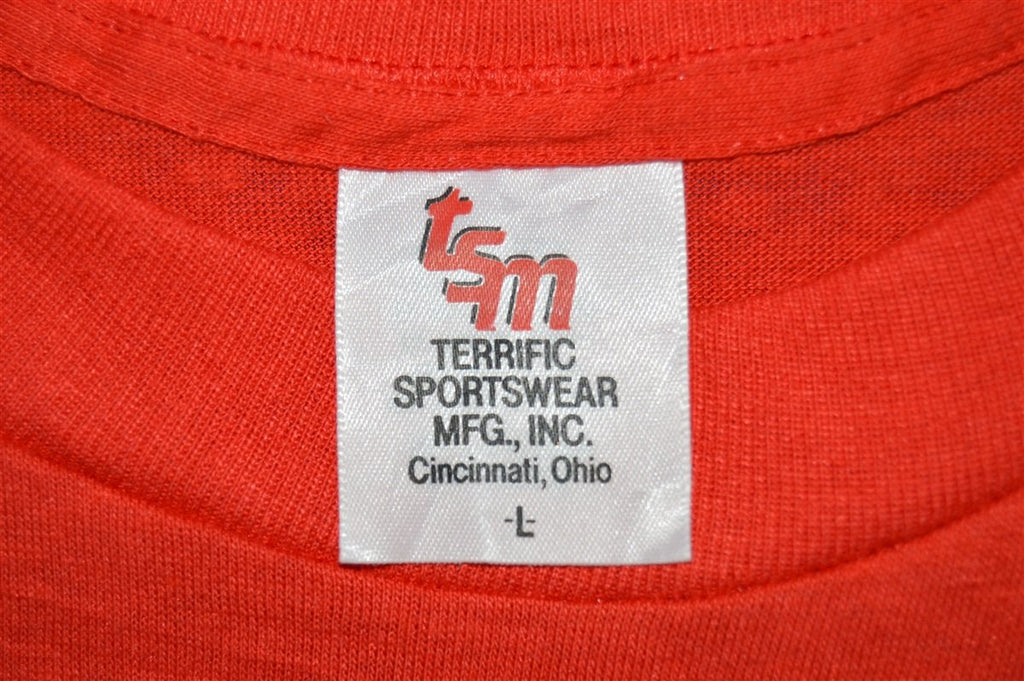 tsm
TERRIFIC
SPORTSWEAR
MFG., INC.
Cincinnati, Ohio
-L-